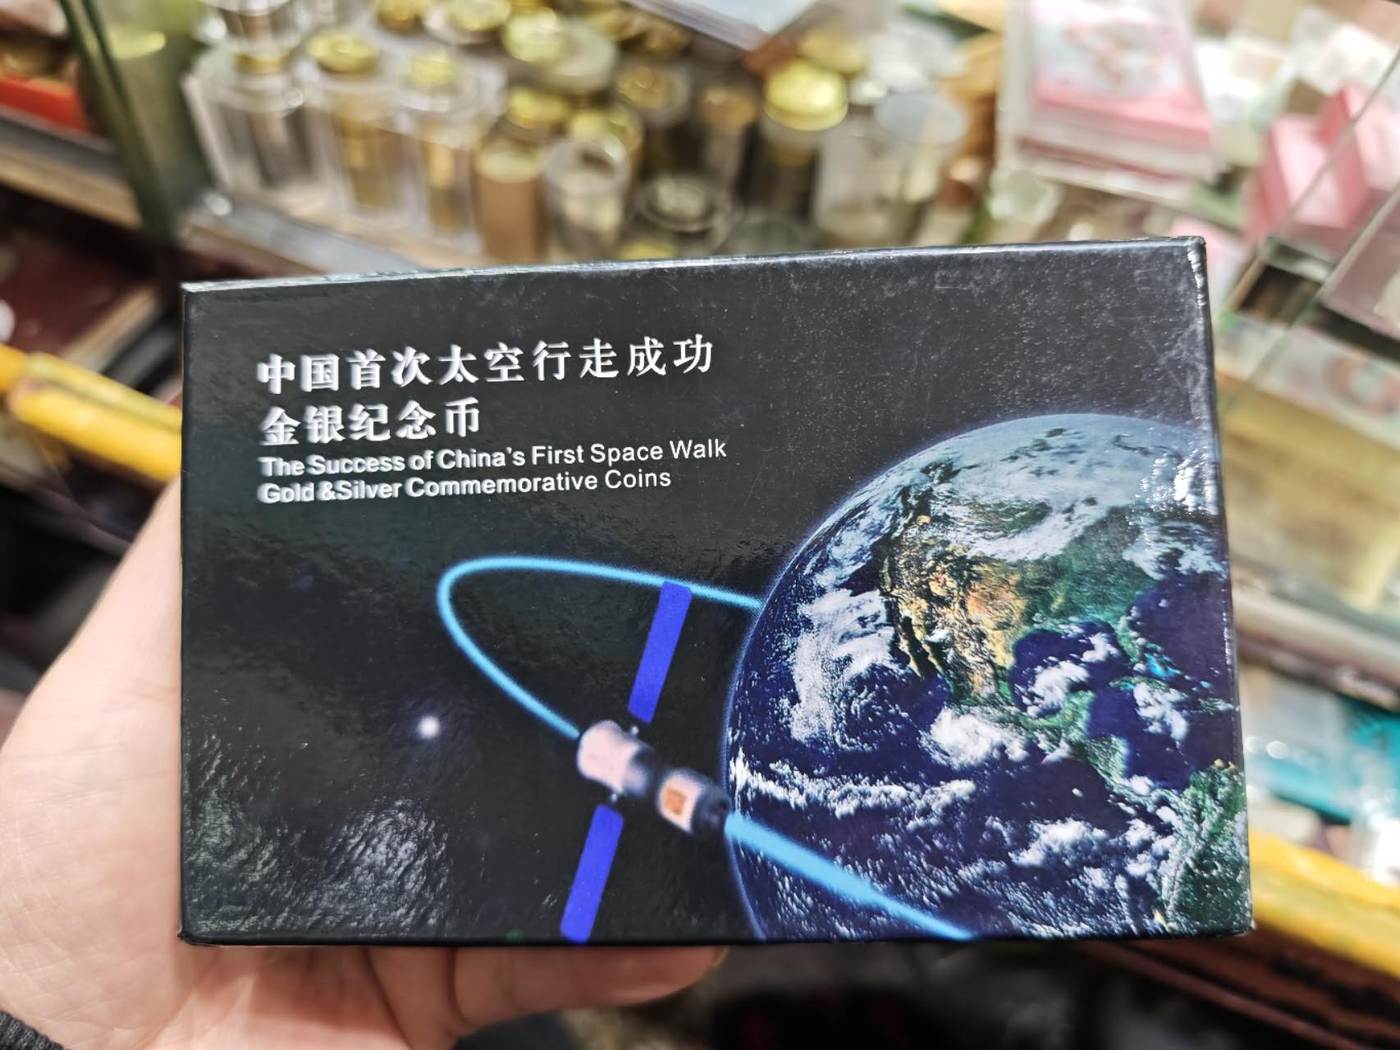 中国首次太空行走成功
金银纪念币
The Success of China's First Space Walk
Gold &Silver Commemorative Coins